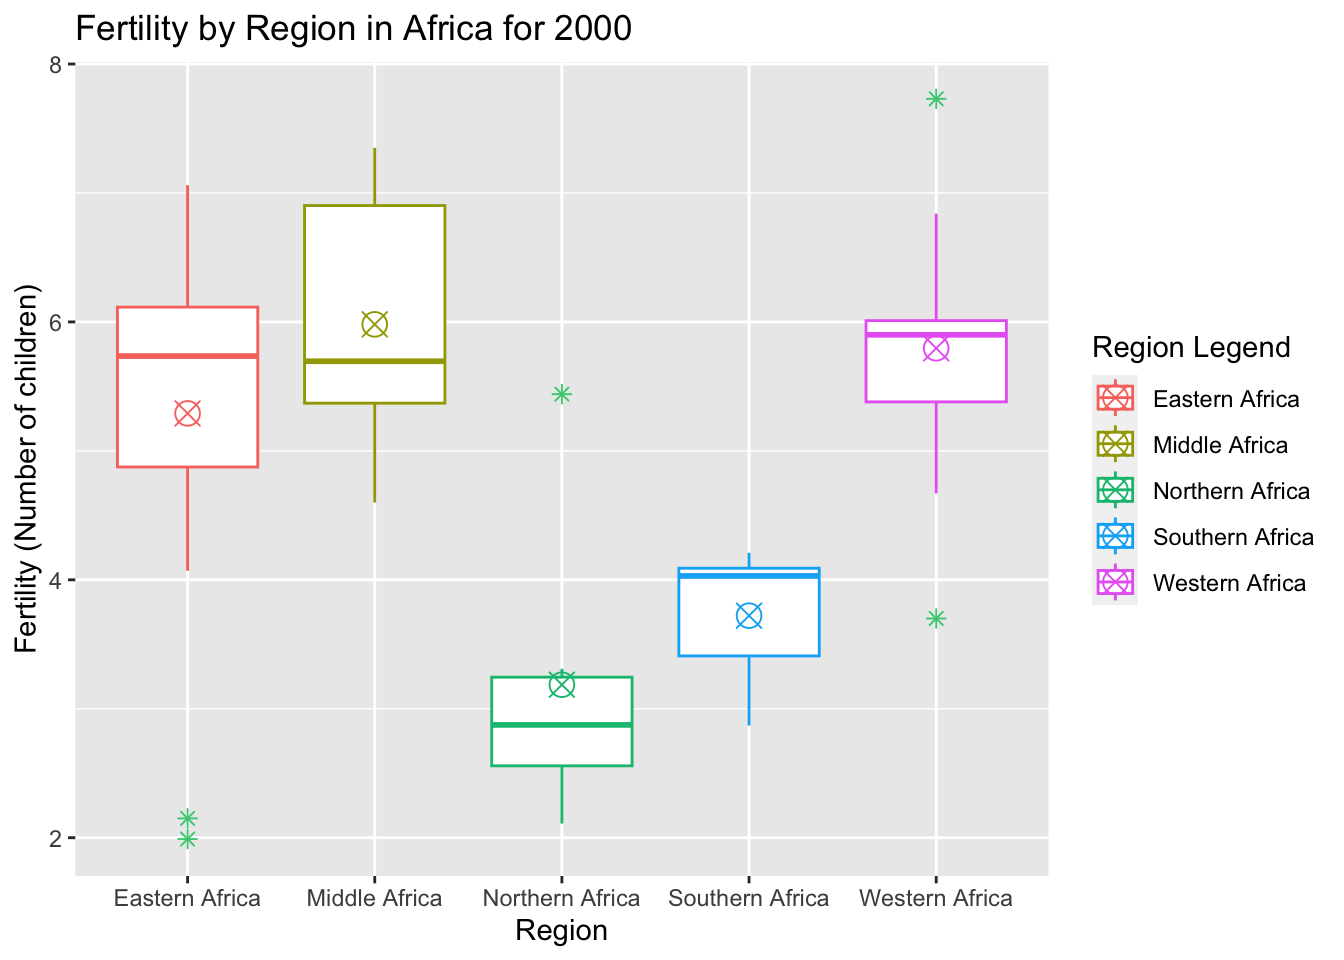 Fertility by Region in Africa for 2000
Fertility (Number of children)
8
6
4
2
Eastern Africa
Middle Africa
Northern Africa
Southern Africa
Western Africa
Region
Region Legend
Eastern Africa
Middle Africa
Northern Africa
Southern Africa
Western Africa